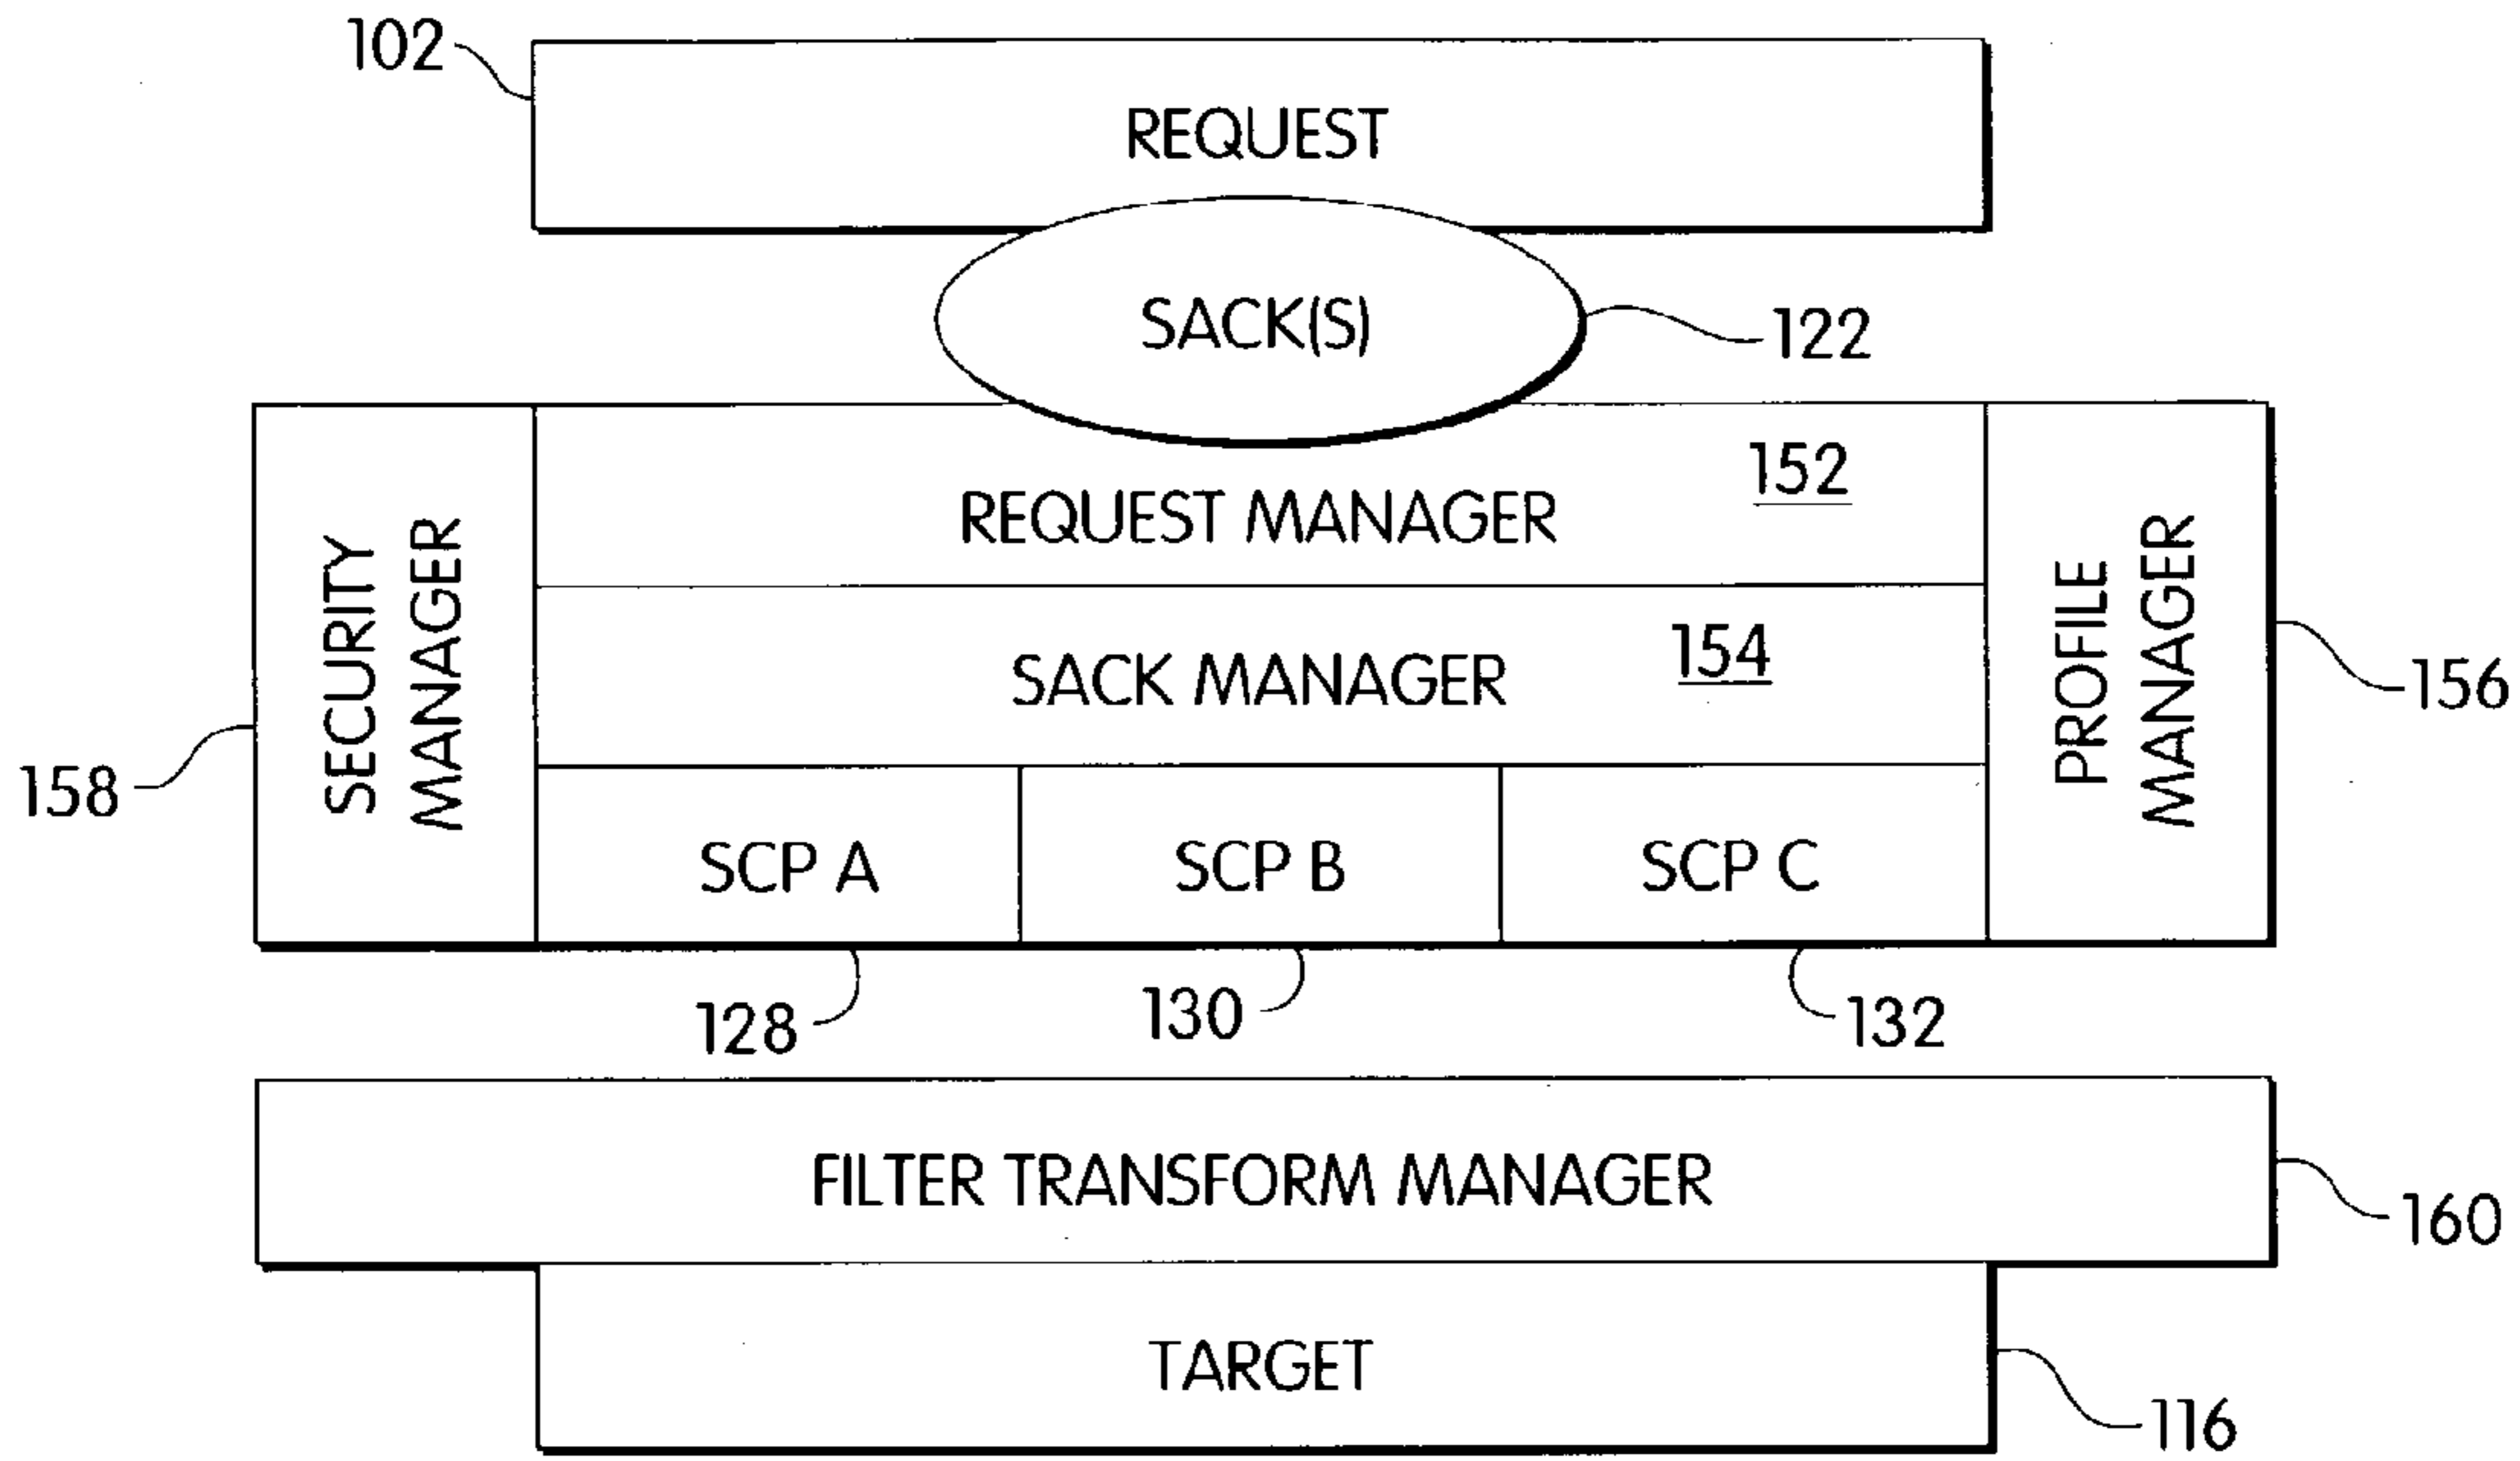 102
REQUEST
SACK(S)
122
152
REQUEST MANAGER
SECURITY
MANAGER
PROFILE
MANAGER
154
SACK MANAGER
156
158
SCP A
SCP B
SCP C
128
130
132
FILTER TRANSFORM MANAGER
160
TARGET
116